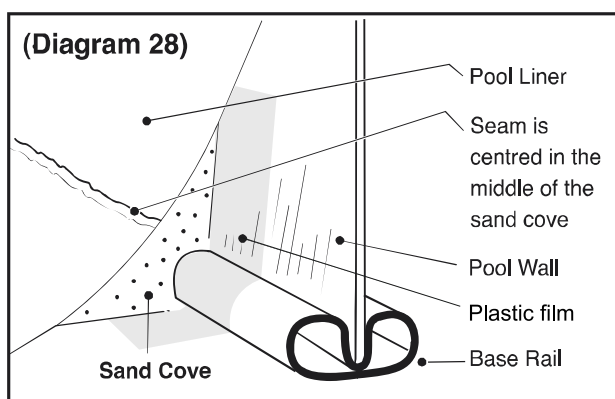 (Diagram 28)
Pool Liner
Seam is
centred in the
middle of the
sand cove
Pool Wall
Plastic film
Base Rail
Sand Cove